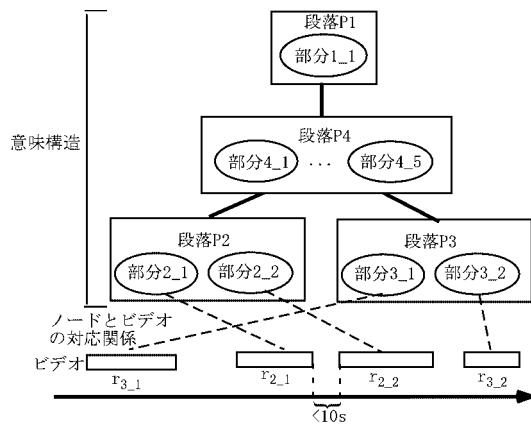 段落P1
部分1_1
段落P4
部分4_1 ... 部分4_5
意味構造
段落P2
部分2_1 部分2_2
段落P3
部分3_1 部分3_2
ノードとビデオ
の対応関係
ビデオ
r3_1 r2_1 r2_2 r3_2
<10s